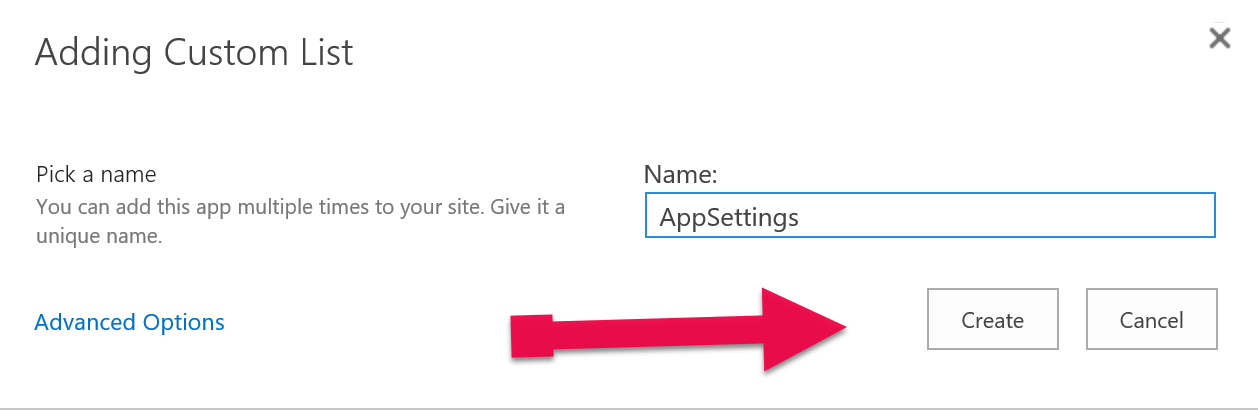 Adding Custom List
Pick a name
You can add this app multiple times to your site. Give it a
unique name.
Name:
AppSettings
Advanced Options
Create
Cancel